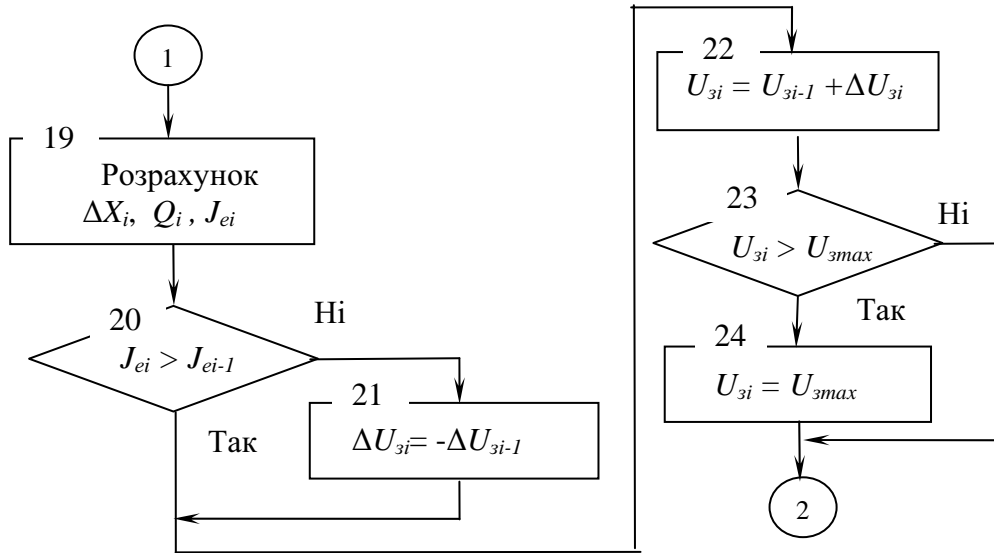 1
19
Розрахунок
ΔXi, Qi , Jei
20
Ні
Jei > Jei-1
Так
21
ΔUзi= -ΔUзi-1
22
Uзi = Uзi-1 +ΔUзi
23
Ні
Uзi > Uзmax
Так
24
Uзi = Uзmax
2